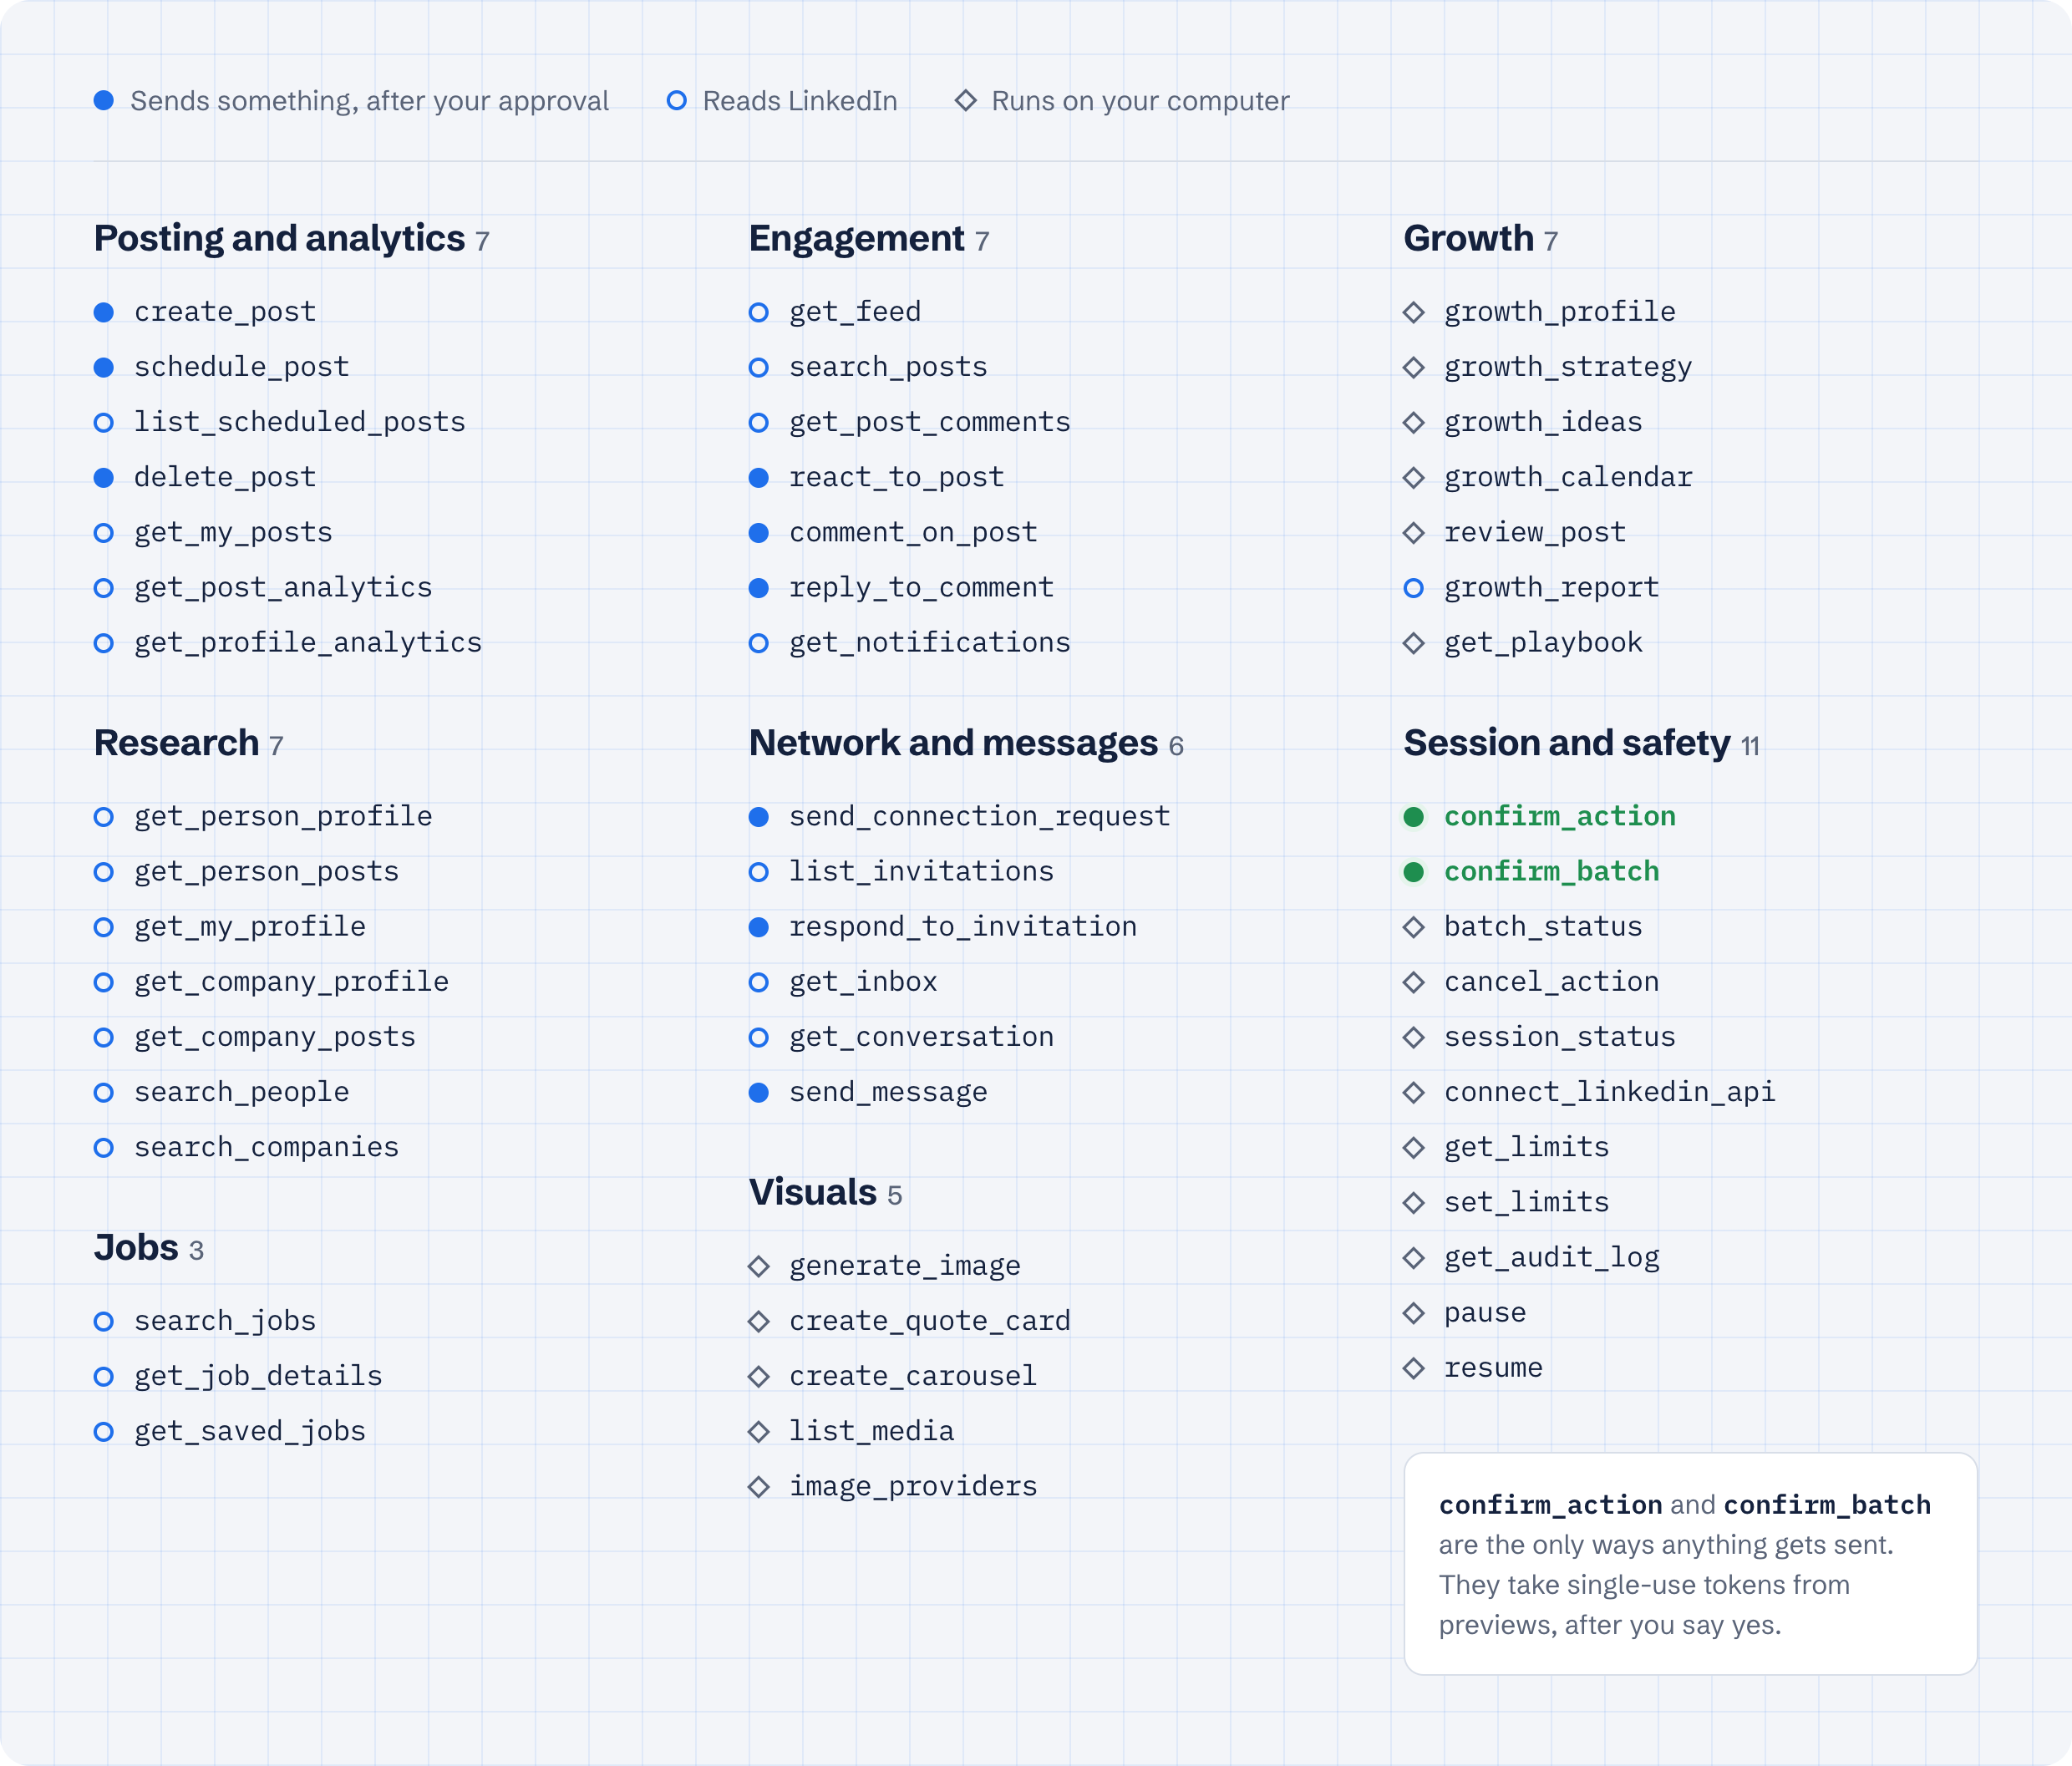 Sends something, after your approval
Reads LinkedIn
Runs on your computer
Posting and analytics 7
create_post
schedule_post
list_scheduled_posts
delete_post
get_my_posts
get_post_analytics
get_profile_analytics
Research 7
get_person_profile
get_person_posts
get_my_profile
get_company_profile
get_company_posts
search_people
search_companies
Jobs 3
search_jobs
get_job_details
get_saved_jobs
Engagement 7
get_feed
search_posts
get_post_comments
react_to_post
comment_on_post
reply_to_comment
get_notifications
Network and messages 6
send_connection_request
list_invitations
respond_to_invitation
get_inbox
get_conversation
send_message
Visuals 5
generate_image
create_quote_card
create_carousel
list_media
image_providers
Growth 7
growth_profile
growth_strategy
growth_ideas
growth_calendar
review_post
growth_report
get_playbook
Session and safety 11
confirm_action
confirm_batch
batch_status
cancel_action
session_status
connect_linkedin_api
get_limits
set_limits
get_audit_log
pause
resume
confirm_action and confirm_batch
are the only ways anything gets sent.
They take single-use tokens from
previews, after you say yes.